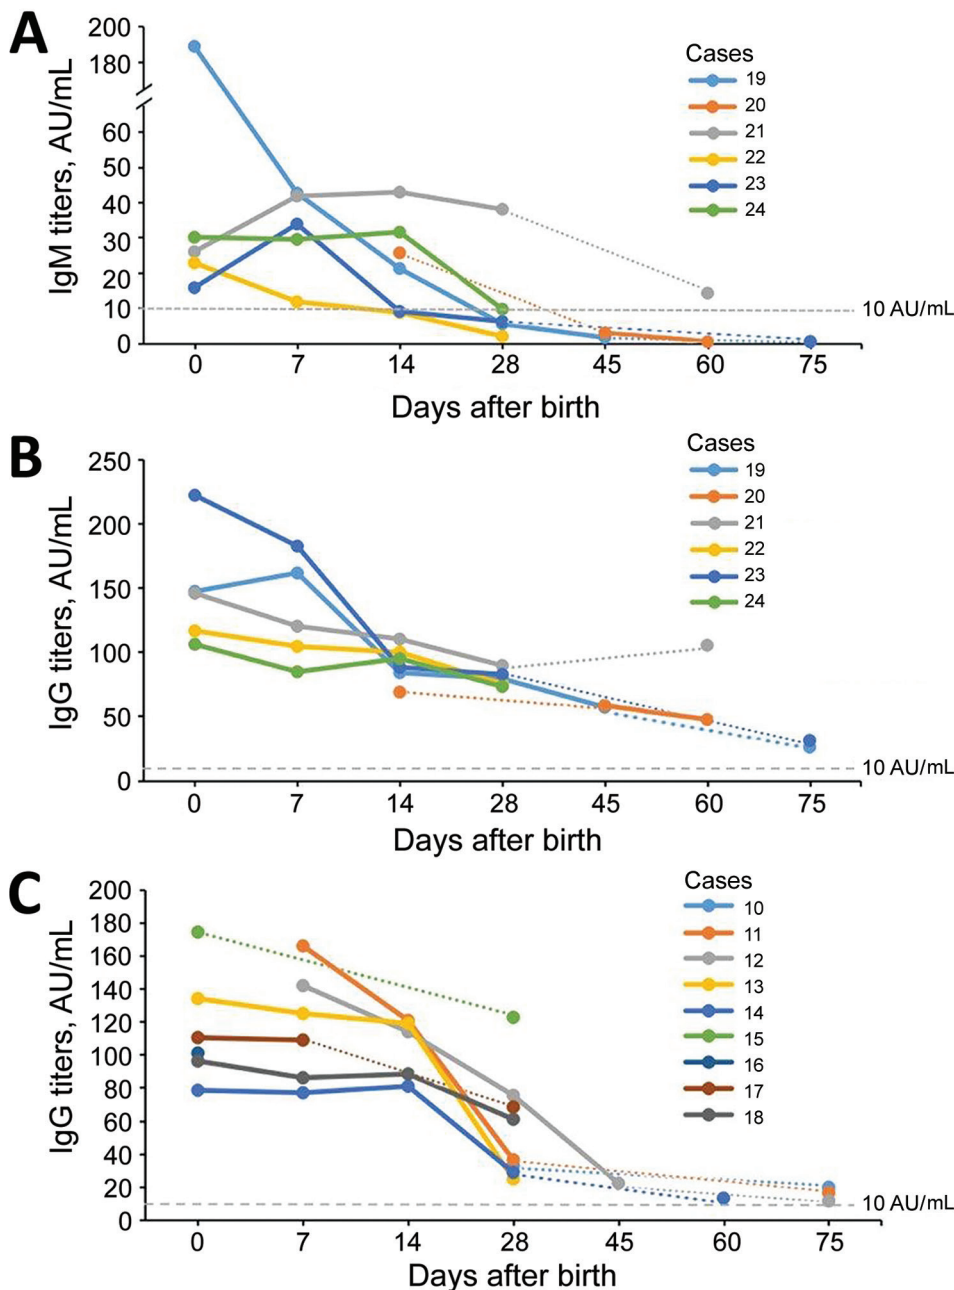 A
IgM titers, AU/mL
200
180
60
50
40
30
20
10
0
Cases
19
20
21
22
23
24
10 AU/mL
0 7 14 28 45 60 75
Days after birth
B
IgG titers, AU/mL
250
200
150
100
50
0
Cases
19
20
21
22
23
24
10 AU/mL
0 7 14 28 45 60 75
Days after birth
C
IgG titers, AU/mL
200
180
160
140
120
100
80
60
40
20
0
Cases
10
11
12
13
14
15
16
17
18
10 AU/mL
0 7 14 28 45 60 75
Days after birth